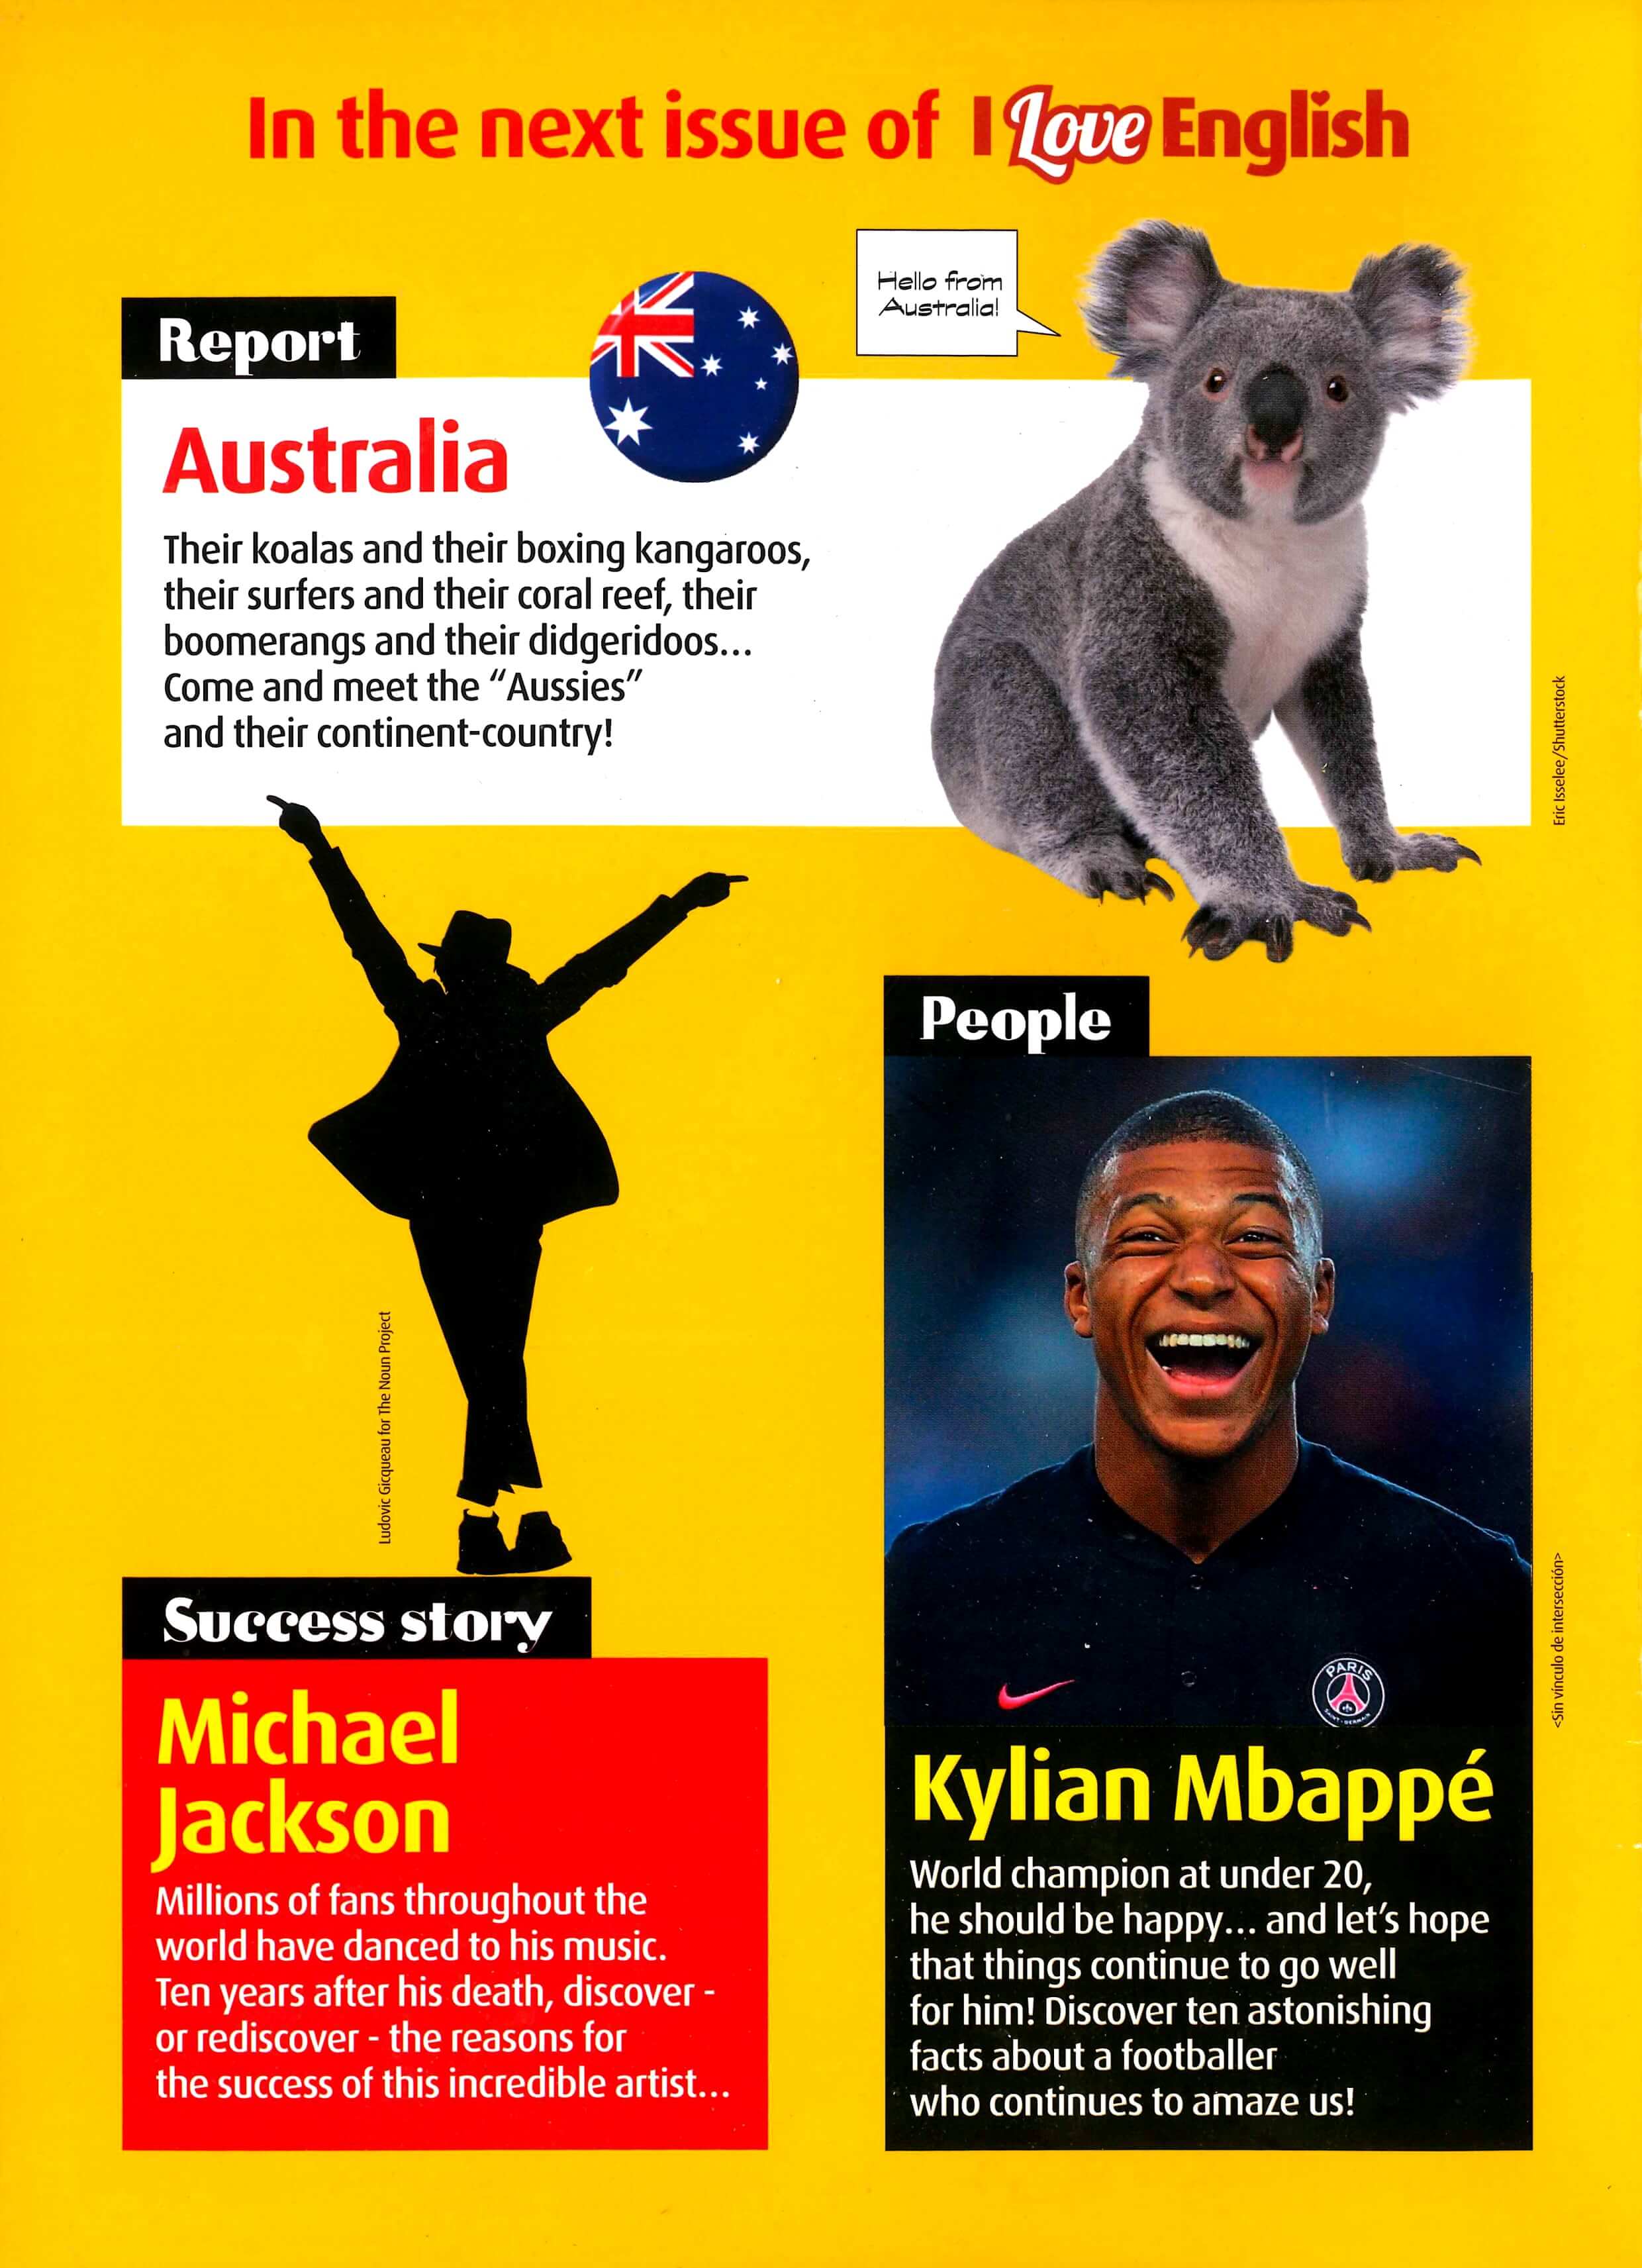 In the next issue of I Love English
Hello from
Australia!
Report
Australia
Their koalas and their boxing kangaroos,
their surfers and their coral reef, their
boomerangs and their didgeridoos...
Come and meet the “Aussies”
and their continent-country!
Eric Isselee/Shutterstock
Ludovic Gicqueau for The Noun Project
Success story
Michael
Jackson
Millions of fans throughout the
world have danced to his music.
Ten years after his death, discover -
or rediscover - the reasons for
the success of this incredible artist...
People
PARIS
SAINT-GERMAIN
Kylian Mbappé
World champion at under 20,
he should be happy... and let's hope
that things continue to go well
for him! Discover ten astonishing
facts about a footballer
who continues to amaze us!
<Sin vínculo de intersección>